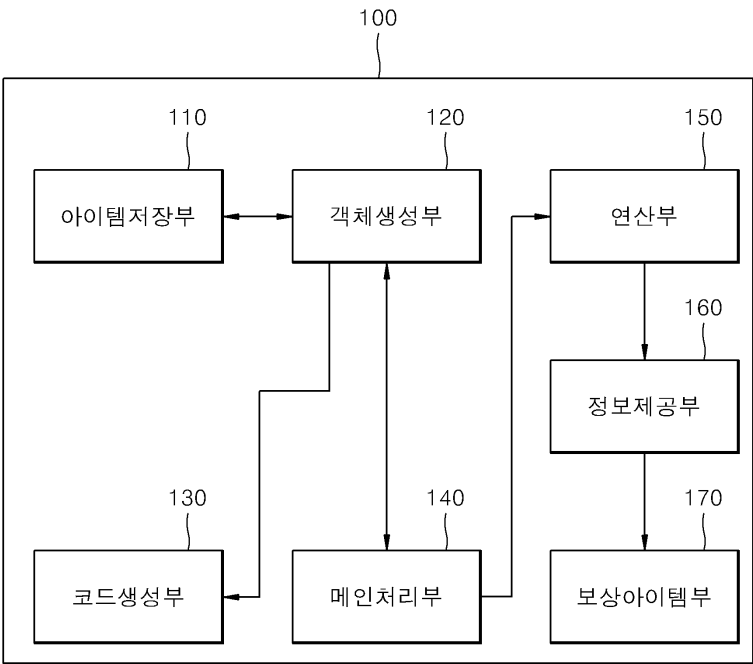 100
110
120
150
아이템저장부
객체생성부
연산부
160
정보제공부
130
140
170
코드생성부
메인처리부
보상아이템부